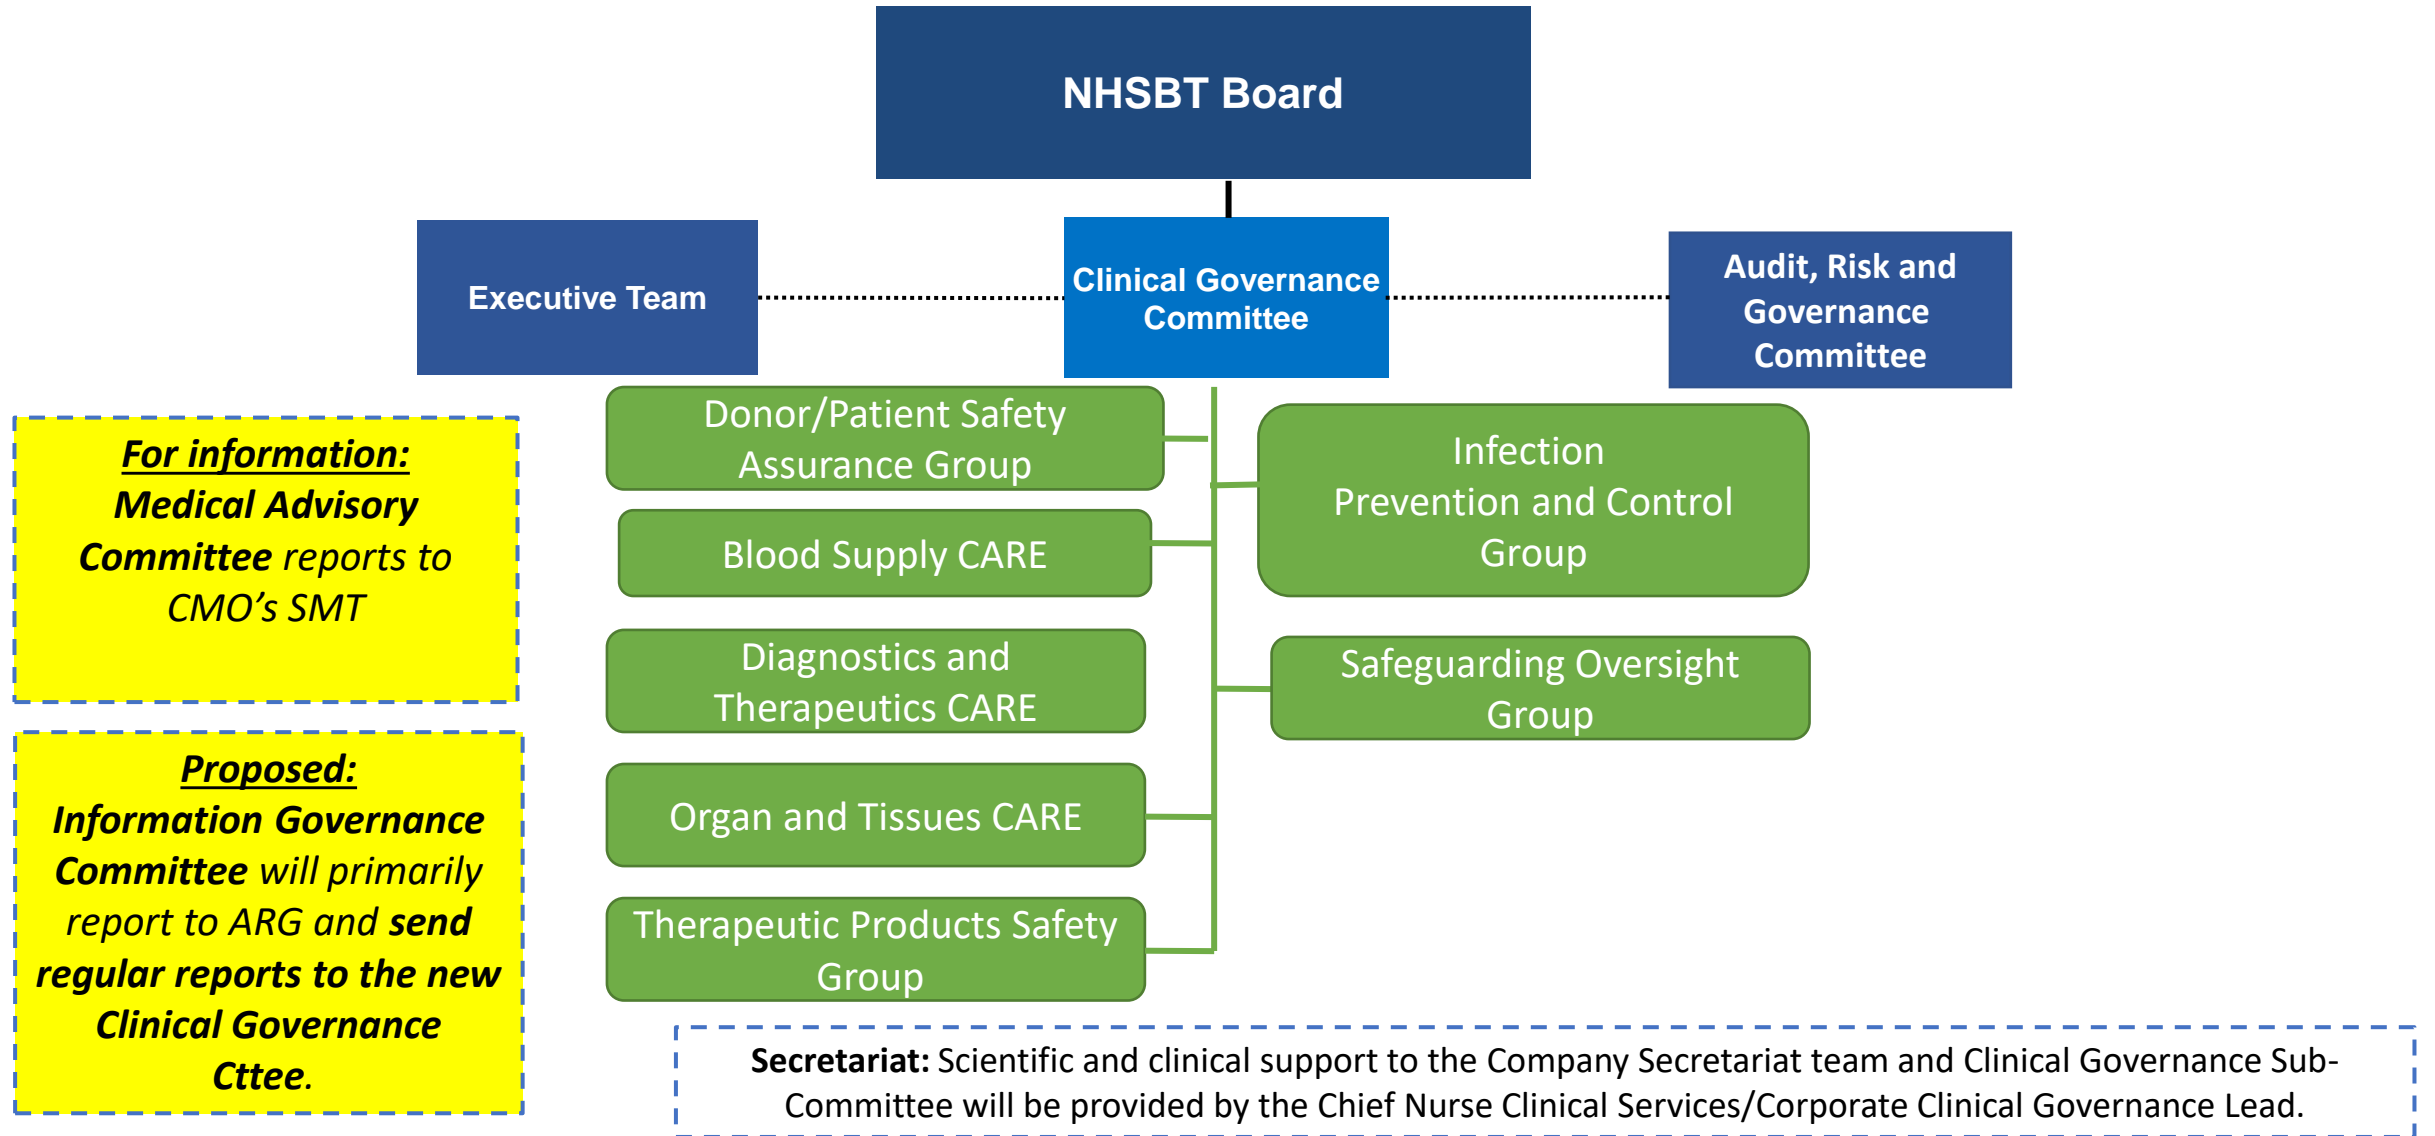 NHSBT Board
Executive Team
Clinical Governance
Committee
Audit, Risk and
Governance
Committee
Donor/Patient Safety
Assurance Group
Infection
Prevention and Control
Group
Blood Supply CARE
Diagnostics and
Therapeutics CARE
Safeguarding Oversight
Group
Organ and Tissues CARE
Therapeutic Products Safety
Group
For information:
Medical Advisory
Committee reports to
CMO’s SMT
Proposed:
Information Governance
Committee will primarily
report to ARG and send
regular reports to the new
Clinical Governance
Cttee.
Secretariat: Scientific and clinical support to the Company Secretariat team and Clinical Governance Sub-
Committee will be provided by the Chief Nurse Clinical Services/Corporate Clinical Governance Lead.